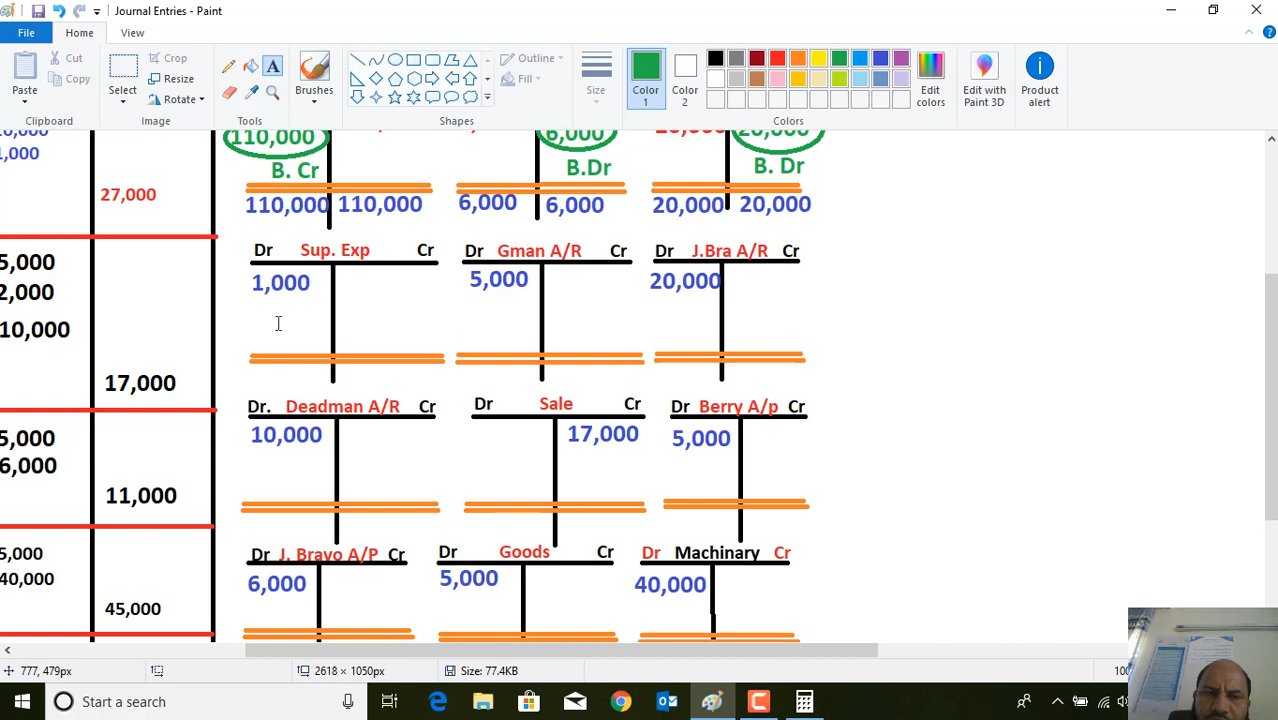 Journal Entries - Paint
File Home View
Paste
Cut
Copy
Clipboard
Select
Crop
Resize
Rotate
Image
A
Tools
Brushes
Outline
Fill
Shapes
Size
Color 1
Color 2
Edit colors
Colors
Edit with Paint 3D
Product alert
1,000
27,000
5,000
2,000
10,000
17,000
5,000
6,000
11,000
5,000
40,000
45,000
110,000
B. Cr
110,000 110,000
6,000
B.Dr
6,000 6,000
20,000
B. Dr
20,000 20,000
Dr Sup. Exp Cr
1,000
Dr Gman A/R Cr
5,000
Dr J.Bra A/R Cr
20,000
Dr. Deadman A/R Cr
10,000
Dr Sale Cr
17,000
Dr Berry A/p Cr
5,000
Dr J. Bravo A/P Cr
6,000
Dr Goods Cr
5,000
Dr Machinary Cr
40,000
777, 479px
2618 × 1050px
Size: 77.4KB
Start a search